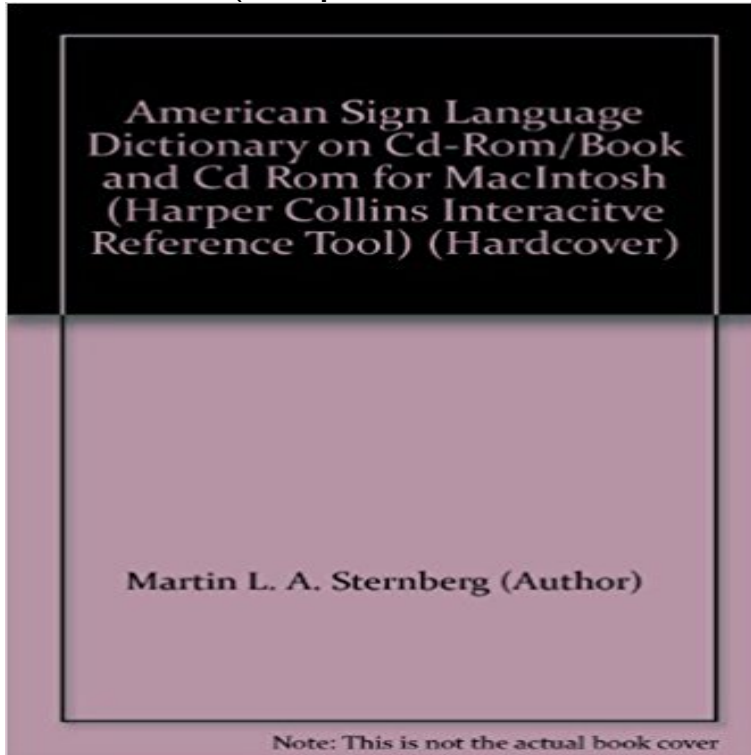 American Sign Language
Dictionary on Cd-Rom/Book
and Cd Rom for MacIntosh
(Harper Collins Interacitve
Reference Tool) (Hardcover)
Martin L. A. Sternberg (Author)
Note: This is not the actual book cover